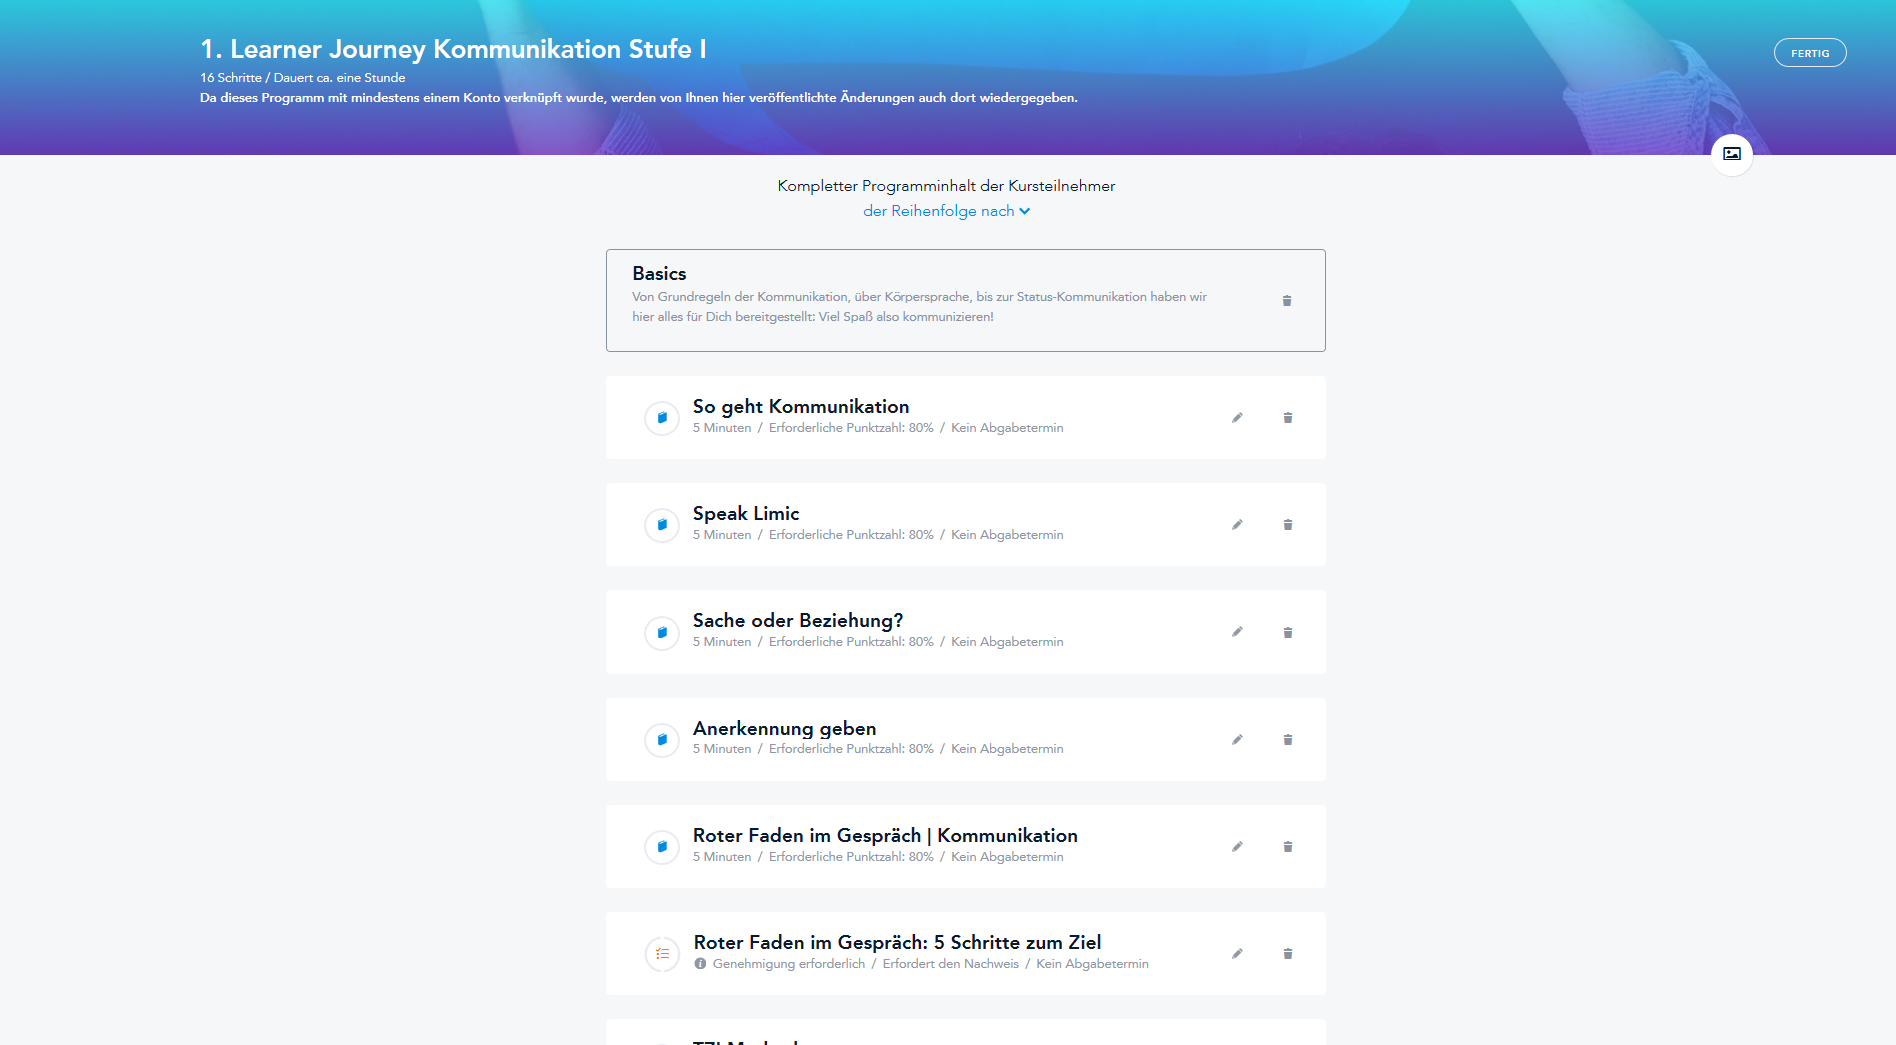 1. Learner Journey Kommunikation Stufe I
16 Schritte / Dauert ca. eine Stunde
Da dieses Programm mit mindestens einem Konto verknüpft wurde, werden von Ihnen hier veröffentlichte Änderungen auch dort wiedergegeben.
FERTIG
Kompletter Programminhalt der Kursteilnehmer
der Reihenfolge nach
Basics
Von Grundregeln der Kommunikation, über Körpersprache, bis zur Status-Kommunikation haben wir
hier alles für Dich bereitgestellt: Viel Spaß also kommunizieren!
So geht Kommunikation
5 Minuten / Erforderliche Punktzahl: 80% / Kein Abgabetermin
Speak Limic
5 Minuten / Erforderliche Punktzahl: 80% / Kein Abgabetermin
Sache oder Beziehung?
5 Minuten / Erforderliche Punktzahl: 80% / Kein Abgabetermin
Anerkennung geben
5 Minuten / Erforderliche Punktzahl: 80% / Kein Abgabetermin
Roter Faden im Gespräch | Kommunikation
5 Minuten / Erforderliche Punktzahl: 80% / Kein Abgabetermin
Roter Faden im Gespräch: 5 Schritte zum Ziel
Genehmigung erforderlich / Erfordert den Nachweis / Kein Abgabetermin